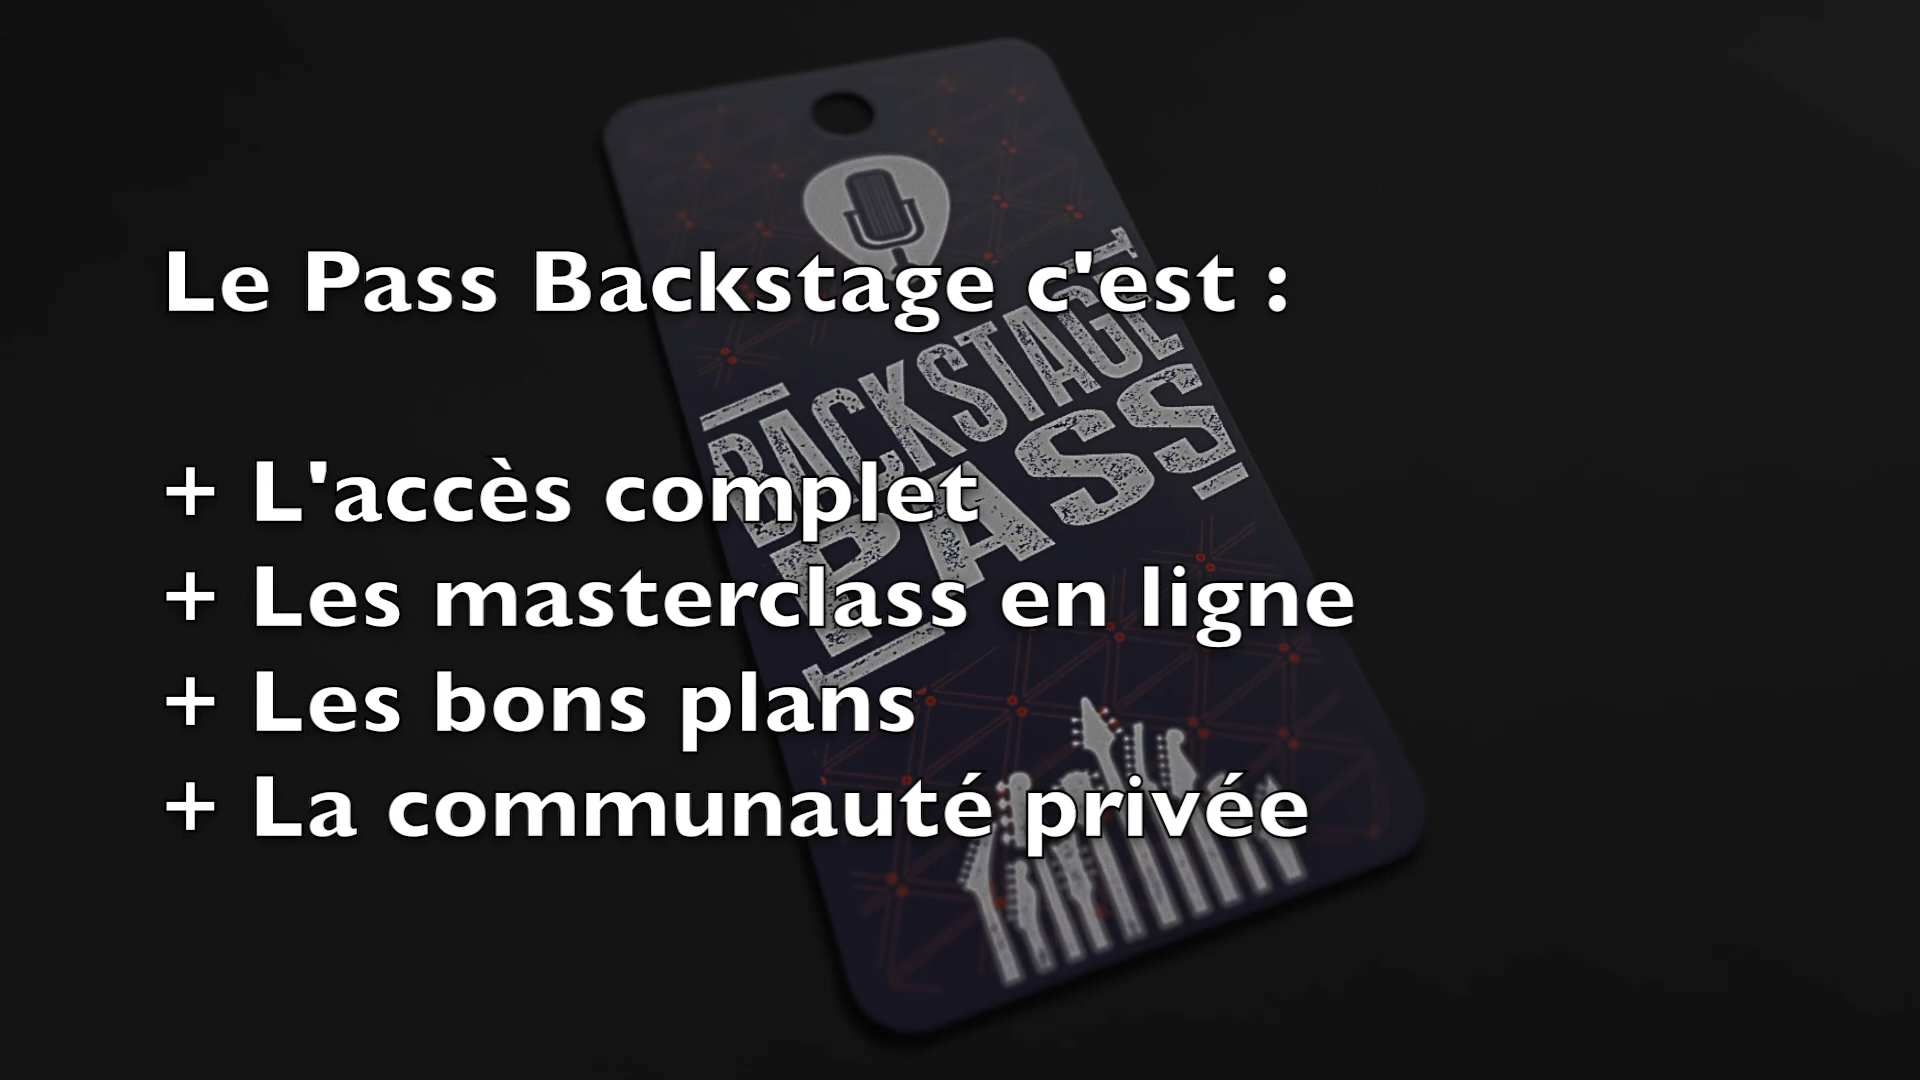 Le Pass Backstage c'est :
BACKSTAGE
PASS
+ L'accès complet
+ Les masterclass en ligne
+ Les bons plans
+ La communauté privée